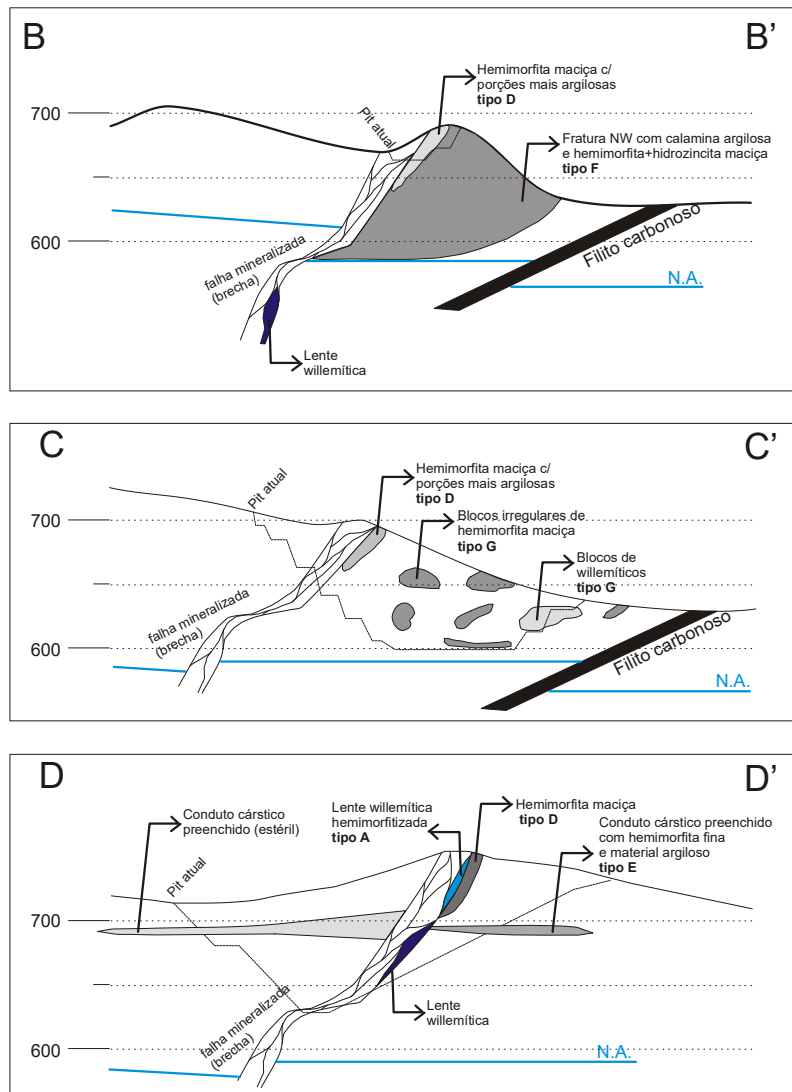 B
B'
Hemimorfita maciça c/
porções mais argilosas
tipo D
Pit atual
700
Fratura NW com calamina argilosa
e hemimorfita+hidrozincita maciça
tipo F
600
falha mineralizada
(brecha)
Filito carbonoso
N.A.
Lente
willemítica
C
C'
Pit atual
Hemimorfita maciça c/
porções mais argilosas
tipo D
700
Blocos irregulares de
hemimorfita maciça
tipo G
Blocos de
willemíticos
tipo G
falha mineralizada
(brecha)
600
Filito carbonoso
N.A.
D
D'
Conduto cárstico
preenchido (estéril)
Lente willemítica
hemimorfitizada
tipo A
Hemimorfita maciça
tipo D
Conduto cárstico preenchido
com hemimorfita fina
e material argiloso
tipo E
Pit atual
700
falha mineralizada
(brecha)
Lente
willemítica
600
N.A.